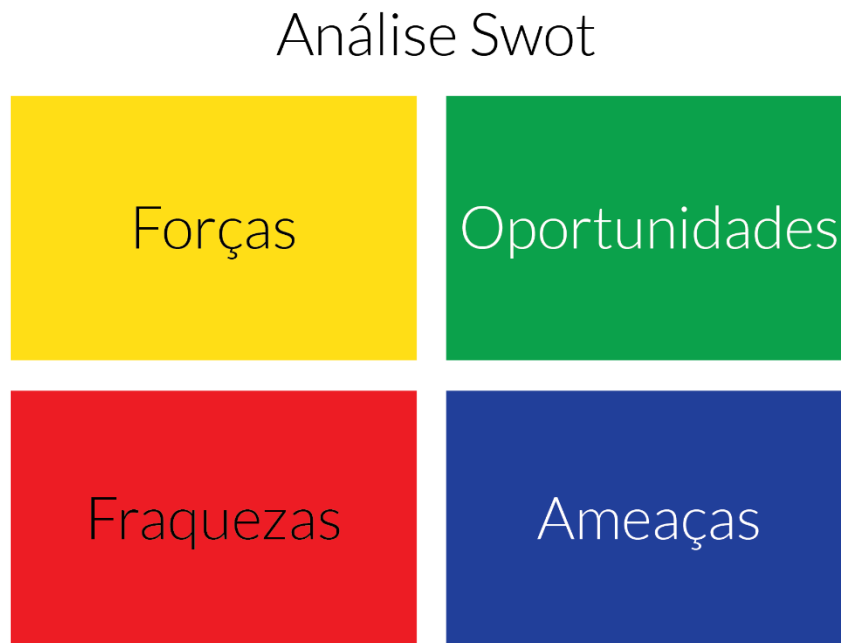 Análise Swot
Forças
Oportunidades
Fraquezas
Ameaças